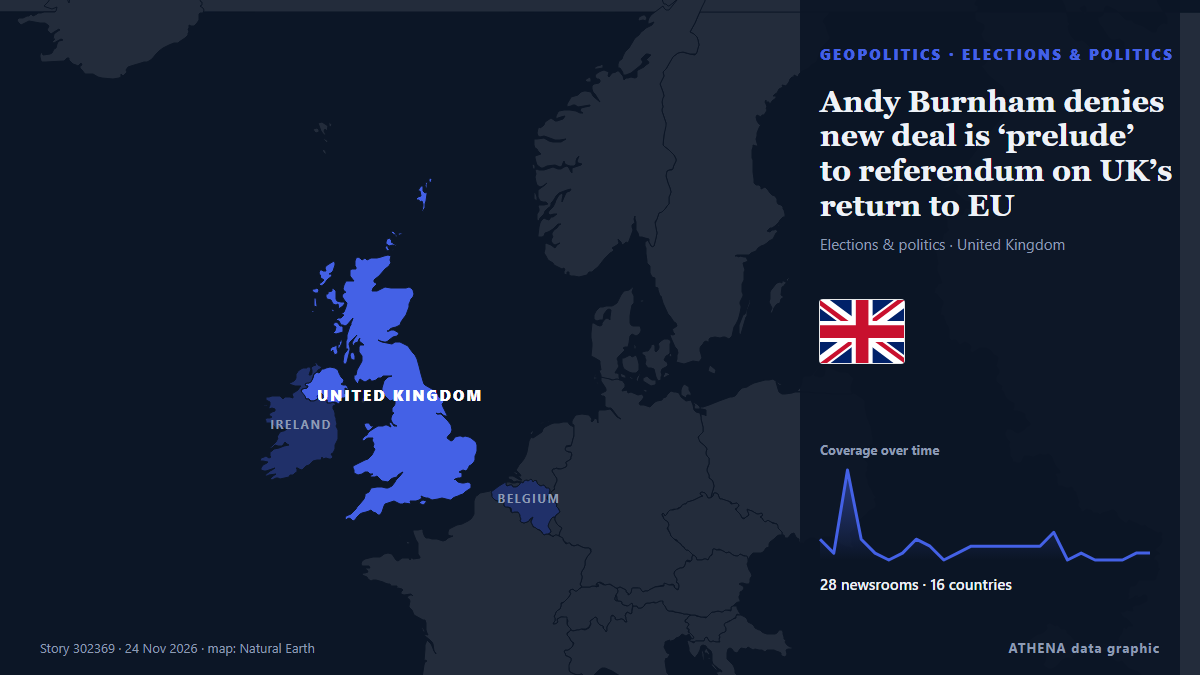 GEOPOLITICS · ELECTIONS & POLITICS
Andy Burnham denies
new deal is ‘prelude’
to referendum on UK’s
return to EU
Elections & politics · United Kingdom
UNITED KINGDOM
IRELAND
BELGIUM
Coverage over time
28 newsrooms · 16 countries
Story 302369 · 24 Nov 2026 · map: Natural Earth
ATHENA data graphic